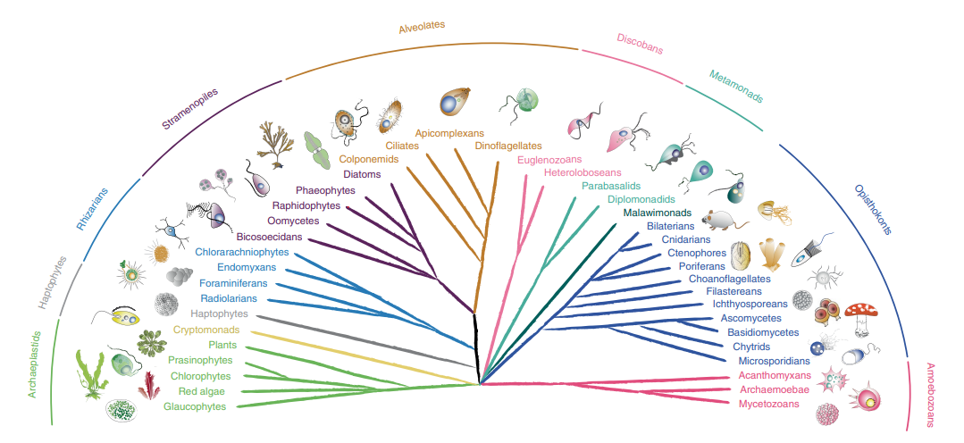 Alveolates
Discobans
Metamonads
Stramenopiles
Opisthokonts
Rhizarians
Haptophytes
Archaeplastids
Amoebozoans
Apicomplexans
Ciliates
Dinoflagellates
Colponemids
Euglenozoans
Diatoms
Heteroloboseans
Phaeophytes
Parabasalids
Raphidophytes
Diplomonadids
Oomycetes
Malawimonads
Bicosoecidans
Bilaterians
Chlorarachniophytes
Cnidarians
Endomyxans
Ctenophores
Foraminiferans
Poriferans
Radiolarians
Choanoflagellates
Haptophytes
Filastereans
Cryptomonads
Ichthyosporeans
Plants
Ascomycetes
Prasinophytes
Basidiomycetes
Chlorophytes
Chytrids
Red algae
Microsporidians
Glaucophytes
Acanthomyxans
Archaemoebae
Mycetozoans